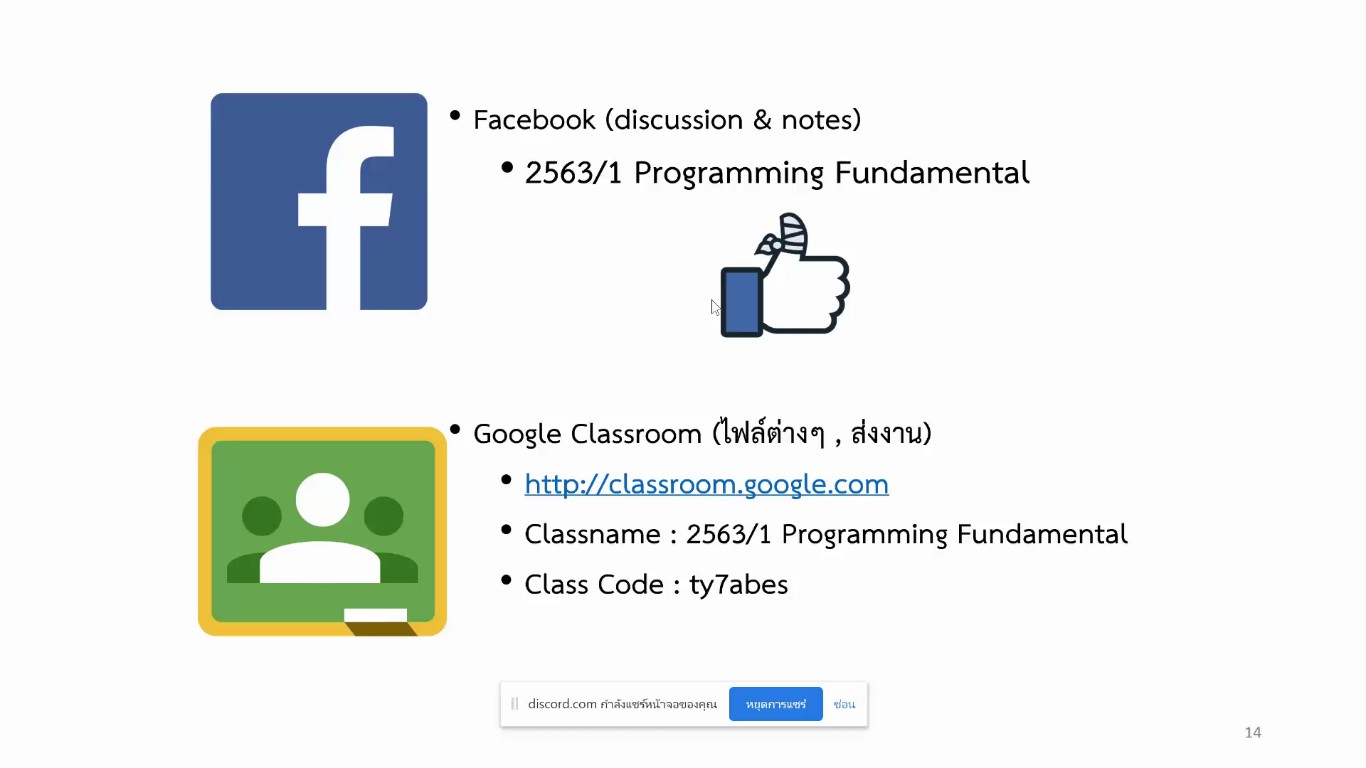 • Facebook (discussion & notes)
• 2563/1 Programming Fundamental
• Google Classroom (ไฟล์ต่างๆ , ส่งงาน)
• http://classroom.google.com
• Classname : 2563/1 Programming Fundamental
• Class Code : ty7abes
discord.com กำลังแชร์หน้าจอของคุณ หยุดการแชร์ ซ่อน
14